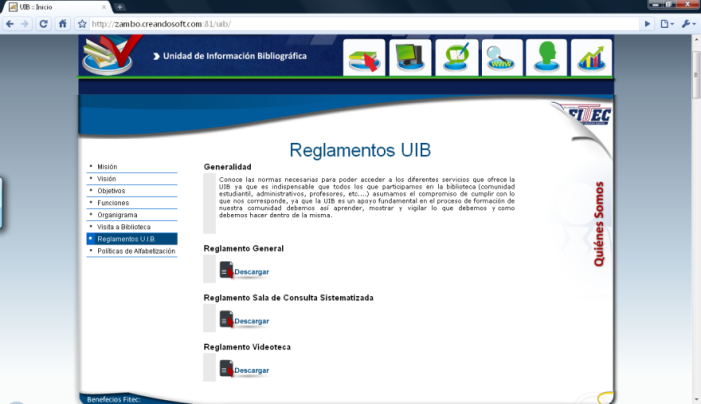 UIB :: Inicio
http://zambo.creandosoft.com:81/uib/
Unidad de Información Bibliográfica
FITEC
Reglamentos UIB
Misión
Visión
Objetivos
Funciones
Organigrama
Visita a Biblioteca
Reglamentos U.I.B.
Políticas de Alfabetización
Generalidad
Conoce las normas necesarias para poder acceder a los diferentes servicios que ofrece la
UIB ya que es indispensable que todos los que participamos en la biblioteca (comunidad
estudiantil, administrativos, profesores, etc....) asumamos el compromiso de cumplir con lo
que nos corresponde, ya que la UIB es un apoyo fundamental en el proceso de formación de
nuestra comunidad debemos así aprender, mostrar y vigilar lo que debemos y como
debemos hacer dentro de la misma.
Reglamento General
Descargar
Reglamento Sala de Consulta Sistematizada
Descargar
Reglamento Videoteca
Descargar
Quiénes Somos
Benefecios Fitec: